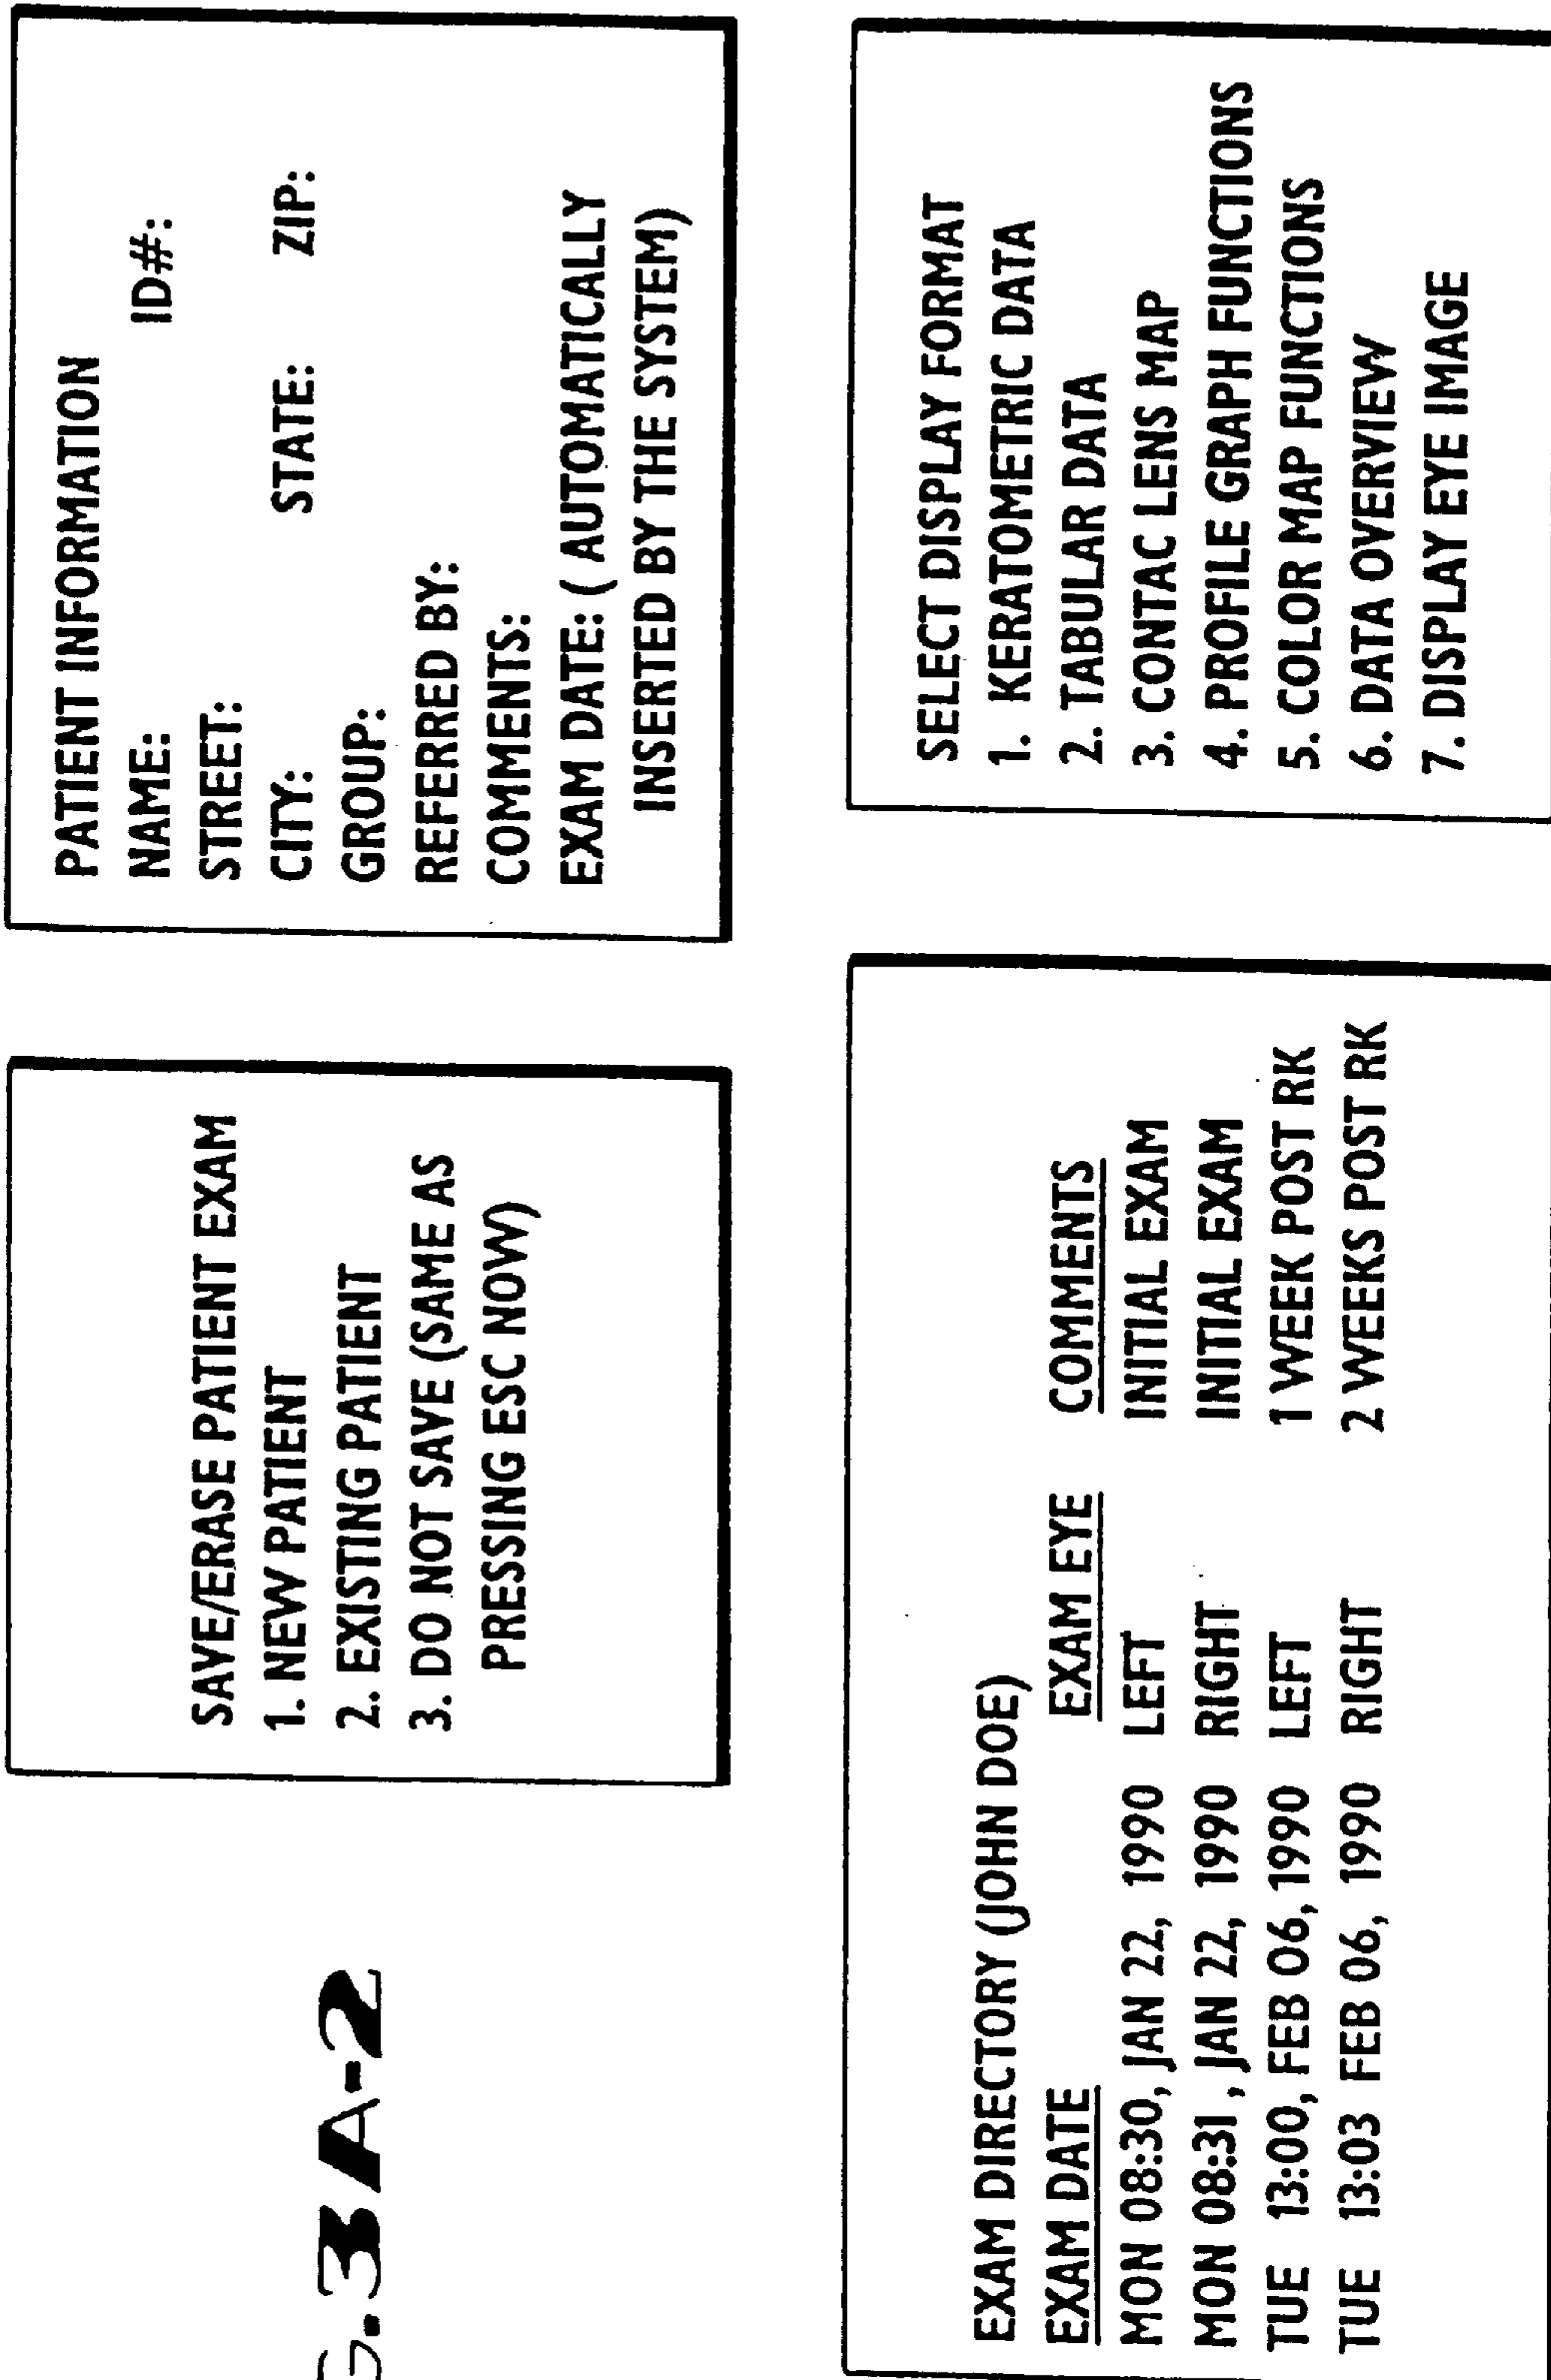 G.3A-2
SAVE/ERASE PATIENT EXAM
1. NEW PATIENT
2. EXISTING PATIENT
3. DO NOT SAVE (SAME AS
PRESSING ESC NOW)
PATIENT INFORMATION
NAME: ID#:
STREET:
CITY: STATE: ZIP:
GROUP:
REFERRED BY:
COMMENTS:
EXAM DATE: ( AUTOMATICALLY
INSERTED BY THE SYSTEM)
EXAM DIRECTORY (JOHN DOE)
EXAM DATE EXAM EYE COMMENTS
MON 08:30, JAN 22, 1990 LEFT INITIAL EXAM
MON 08:31 , JAN 22, 1990 RIGHT INITIAL EXAM
TUE 13:00, FEB 06, 1990 LEFT 1 WEEK POST RK
TUE 13:03 FEB 06, 1990 RIGHT 2 WEEKS POST RK
SELECT DISPLAY FORMAT
1. KERATOMETRIC DATA
2. TABULAR DATA
3. CONTAC LENS MAP
4. PROFILE GRAPH FUNCTIONS
5. COLOR MAP FUNCTIONS
6. DATA OVERVIEW
7. DISPLAY EYE IMAGE